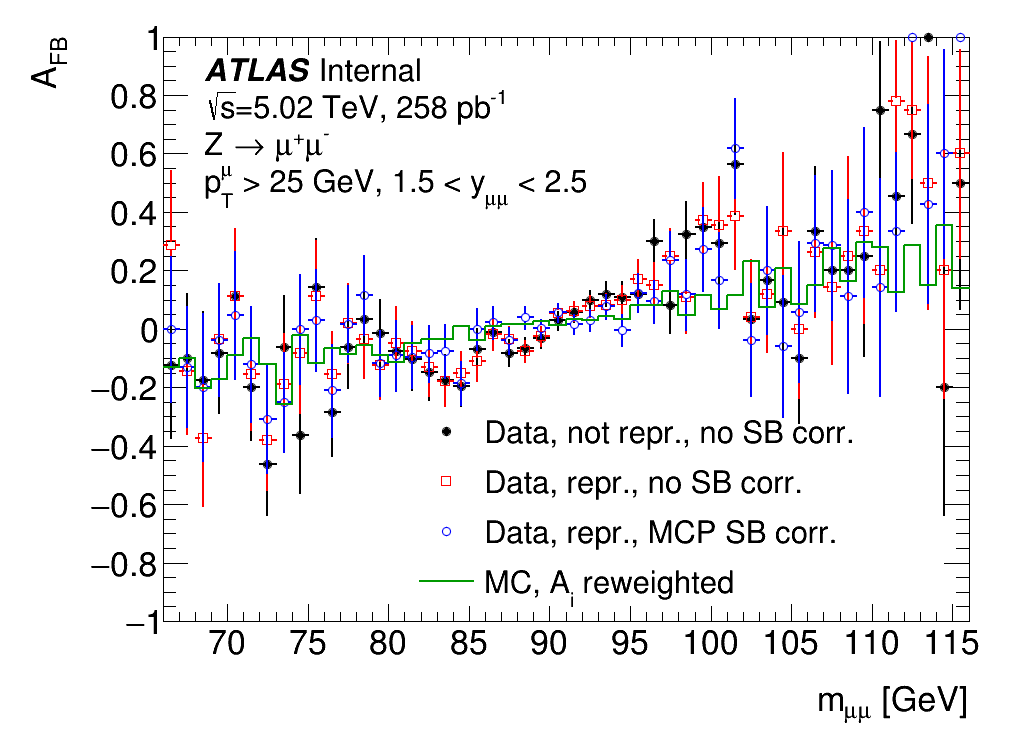 A_FB
1
0.8
0.6
0.4
0.2
0
−0.2
−0.4
−0.6
−0.8
−1
ATLAS Internal
√s=5.02 TeV, 258 pb⁻¹
Z → μ⁺μ⁻
p_T^μ > 25 GeV, 1.5 < y_μμ < 2.5
Data, not repr., no SB corr.
Data, repr., no SB corr.
Data, repr., MCP SB corr.
MC, A_i reweighted
70 75 80 85 90 95 100 105 110 115
m_μμ [GeV]